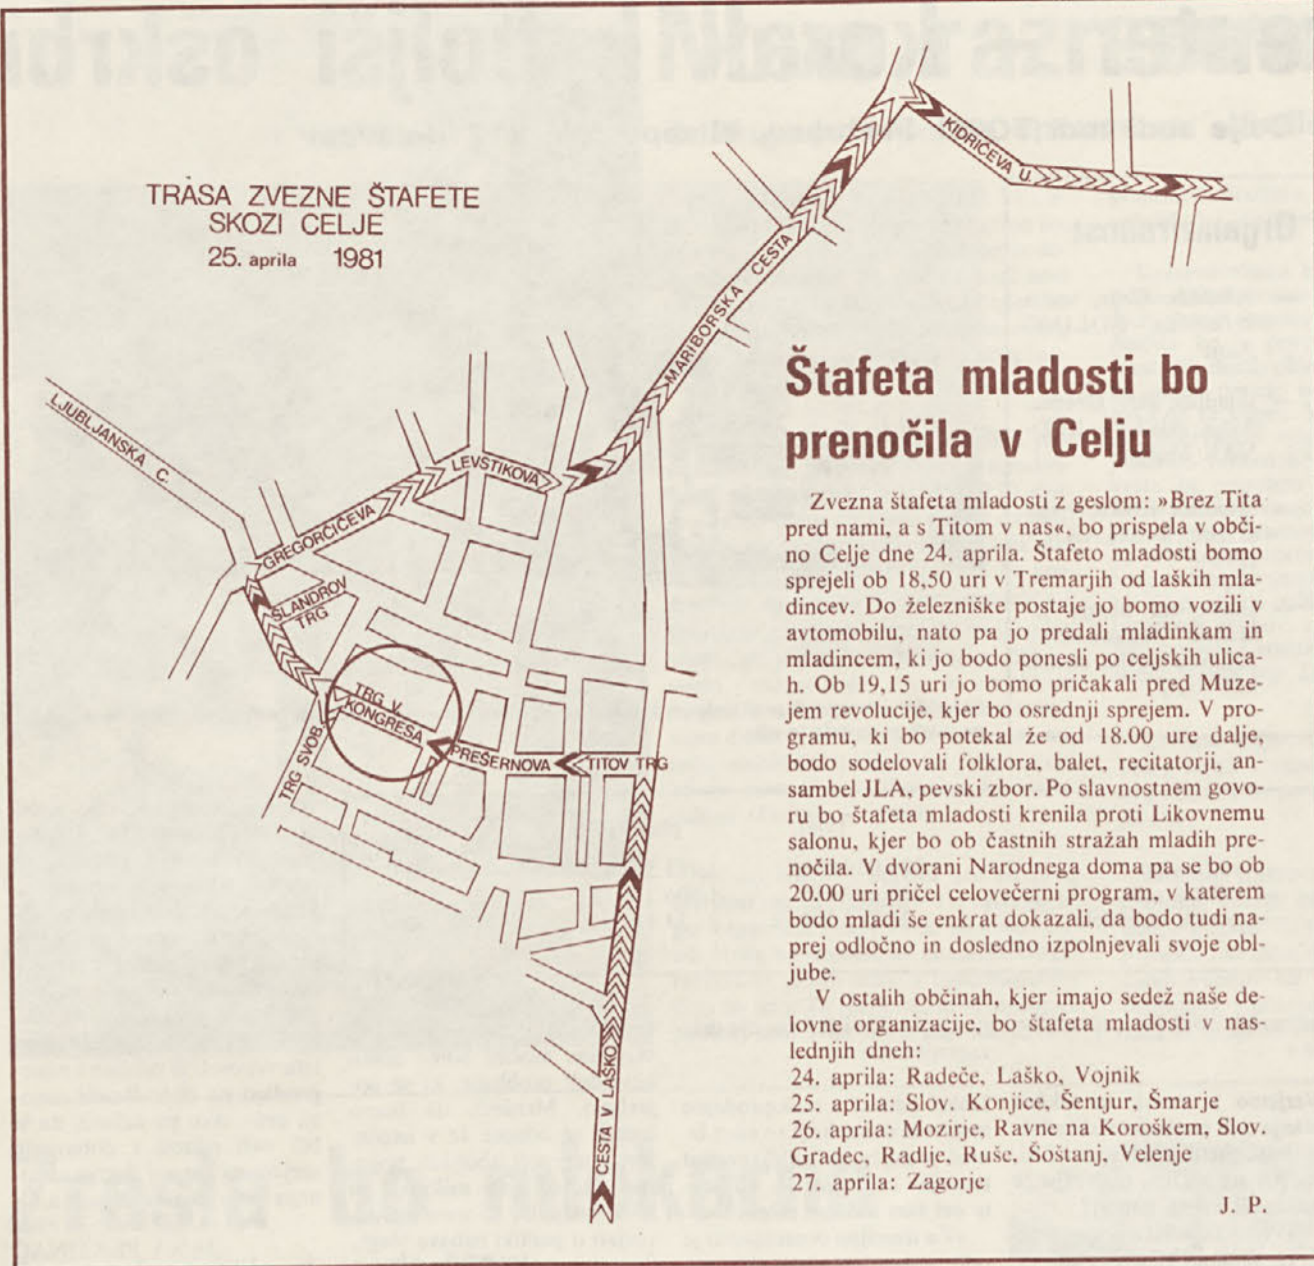 TRASA ZVEZNE ŠTAFETE
SKOZI CELJE
25. aprila 1981
KIDRIČEVA U.
MARIBORSKA CESTA
LJUBLJANSKA C.
LEVSTIKOVA
GREGORČIČEVA
ŠLANDROV
TRG
TRG V.
KONGRESA
PREŠERNOVA
TITOV TRG
TRG SVOB.
CESTA V LAŠKO
Štafeta mladosti bo
prenočila v Celju
Zvezna štafeta mladosti z geslom: »Brez Tita
pred nami, a s Titom v nas«, bo prispela v obči-
no Celje dne 24. aprila. Štafeto mladosti bomo
sprejeli ob 18,50 uri v Tremarjih od laških mla-
dincev. Do železniške postaje jo bomo vozili v
avtomobilu, nato pa jo predali mladinkam in
mladincem, ki jo bodo ponesli po celjskih ulica-
h. Ob 19,15 uri jo bomo pričakali pred Muze-
jem revolucije, kjer bo osrednji sprejem. V pro-
gramu, ki bo potekal že od 18.00 ure dalje,
bodo sodelovali folklora, balet, recitatorji, an-
sambel JLA, pevski zbor. Po slavnostnem govo-
ru bo štafeta mladosti krenila proti Likovnemu
salonu, kjer bo ob častnih stražah mladih pre-
nočila. V dvorani Narodnega doma pa se bo ob
20.00 uri pričel celovečerni program, v katerem
bodo mladi še enkrat dokazali, da bodo tudi na-
prej odločno in dosledno izpolnjevali svoje obl-
jube.
V ostalih občinah, kjer imajo sedež naše de-
lovne organizacije, bo štafeta mladosti v nas-
lednjih dneh:
24. aprila: Radeče, Laško, Vojnik
25. aprila: Slov. Konjice, Šentjur, Šmarje
26. aprila: Mozirje, Ravne na Koroškem, Slov.
Gradec, Radlje, Ruše, Šoštanj, Velenje
27. aprila: Zagorje
J. P.